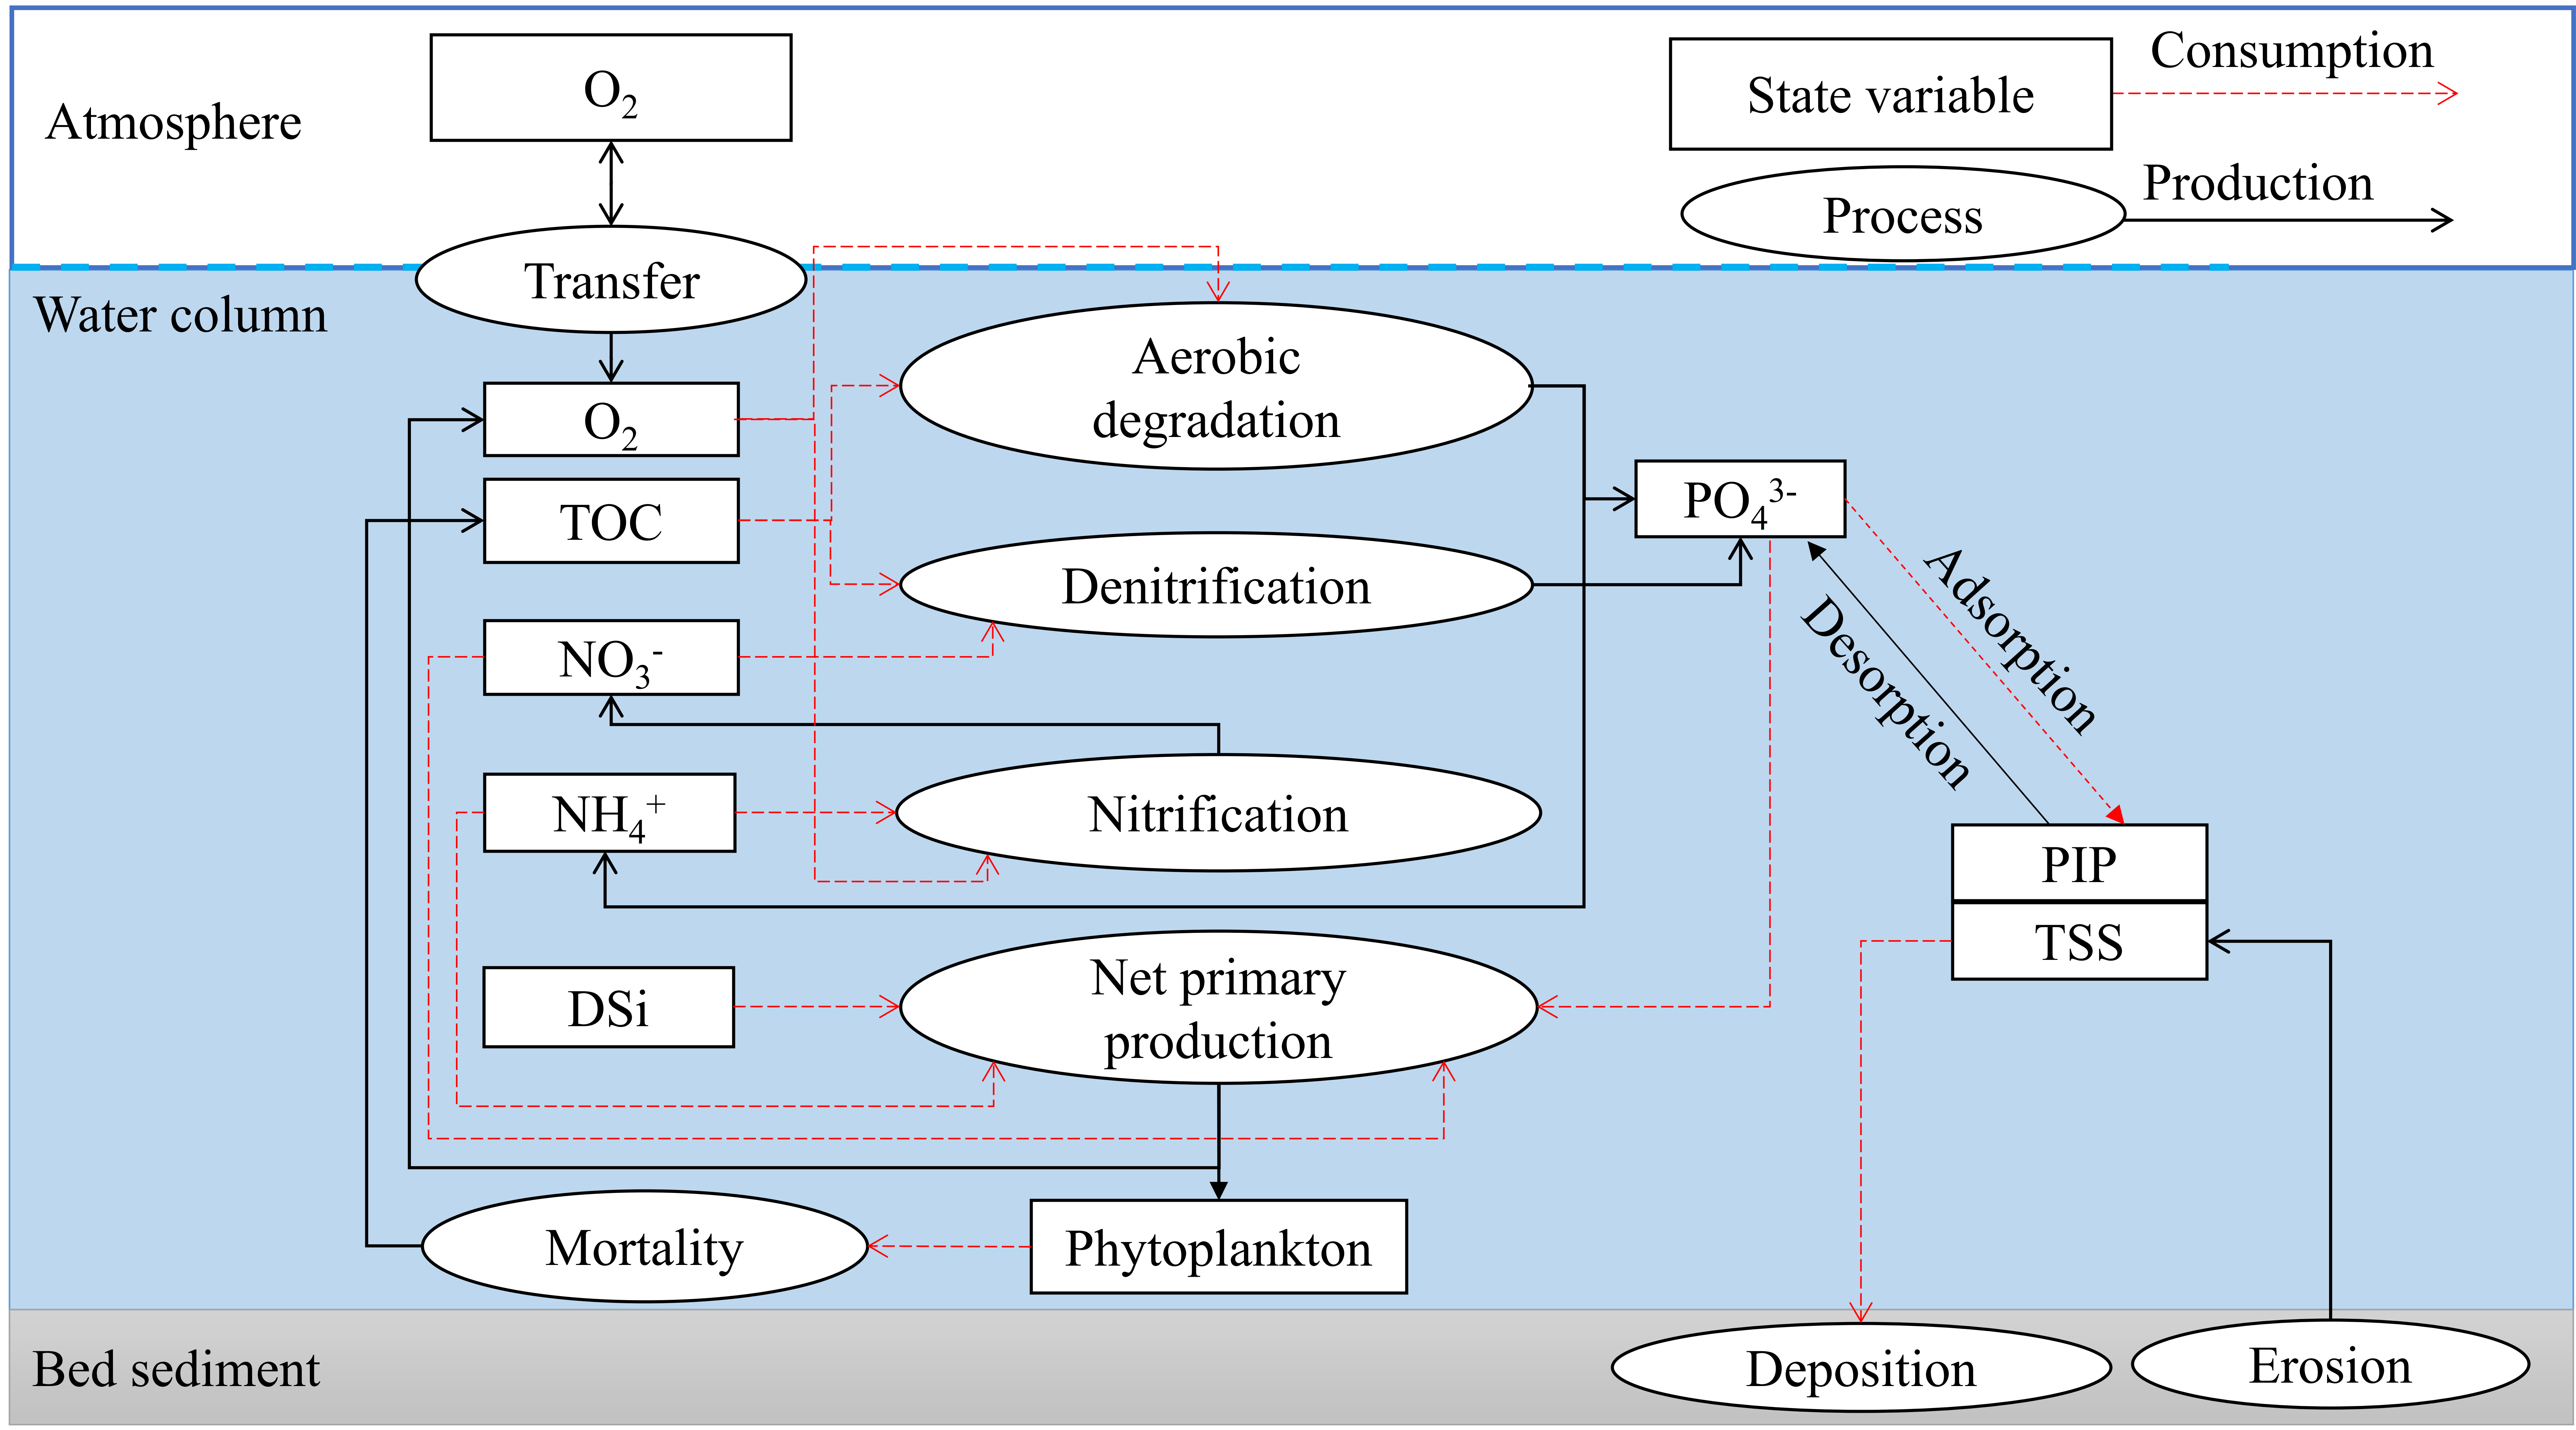 O₂
State variable
Consumption
Atmosphere
Process
Production
Transfer
Water column
Aerobic
degradation
O₂
TOC
PO₄³⁻
Denitrification
Adsorption
Desorption
NO₃⁻
NH₄⁺
Nitrification
PIP
TSS
DSi
Net primary
production
Mortality
Phytoplankton
Bed sediment
Deposition
Erosion